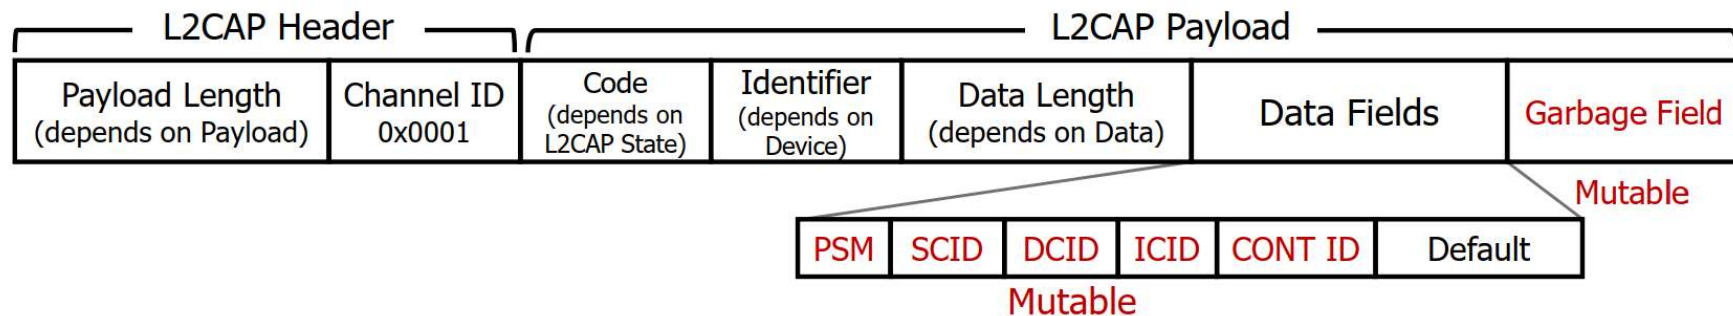 L2CAP Header
L2CAP Payload
Payload Length
(depends on Payload)
Channel ID
0x0001
Code
(depends on
L2CAP State)
Identifier
(depends on
Device)
Data Length
(depends on Data)
Data Fields
Garbage Field
Mutable
PSM
SCID
DCID
ICID
CONT ID
Default
Mutable